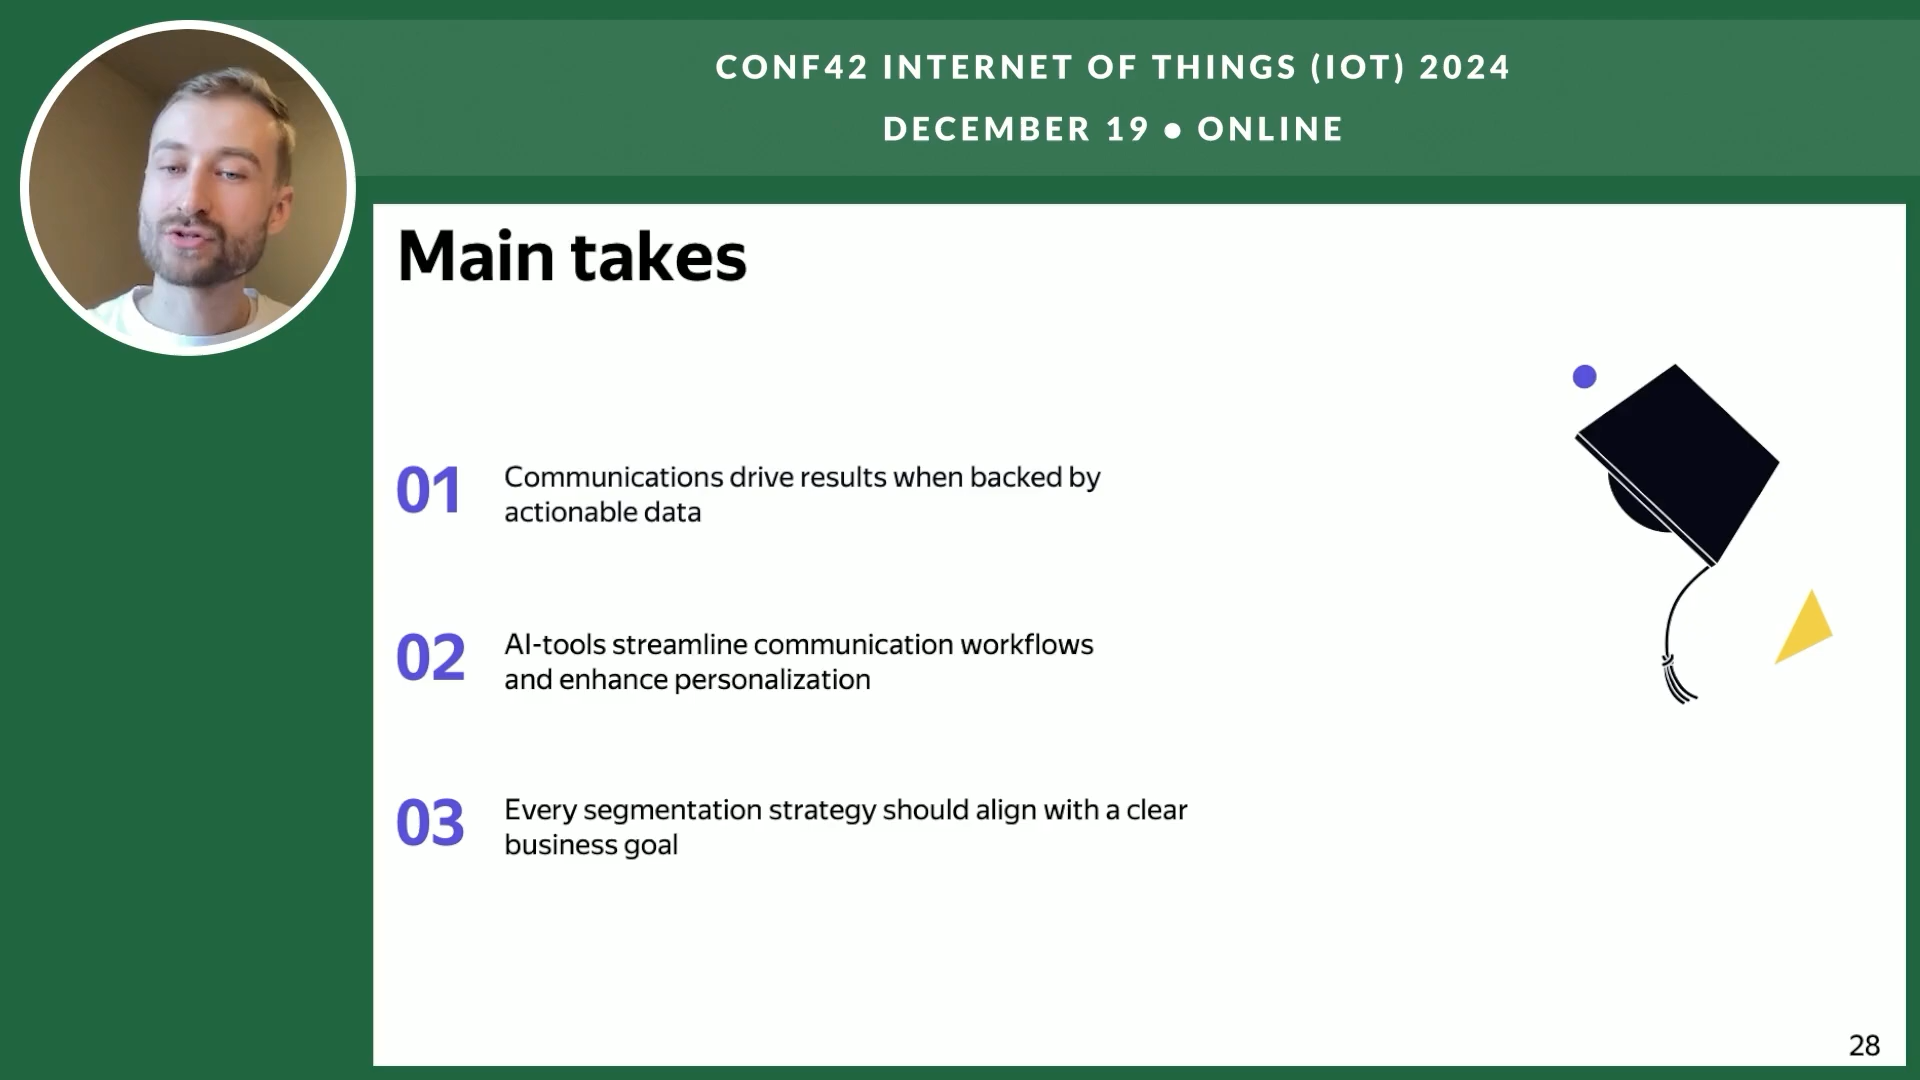 CONF42 INTERNET OF THINGS (IOT) 2024
DECEMBER 19 ● ONLINE
Main takes
01
Communications drive results when backed by
actionable data
02
AI-tools streamline communication workflows
and enhance personalization
03
Every segmentation strategy should align with a clear
business goal
28